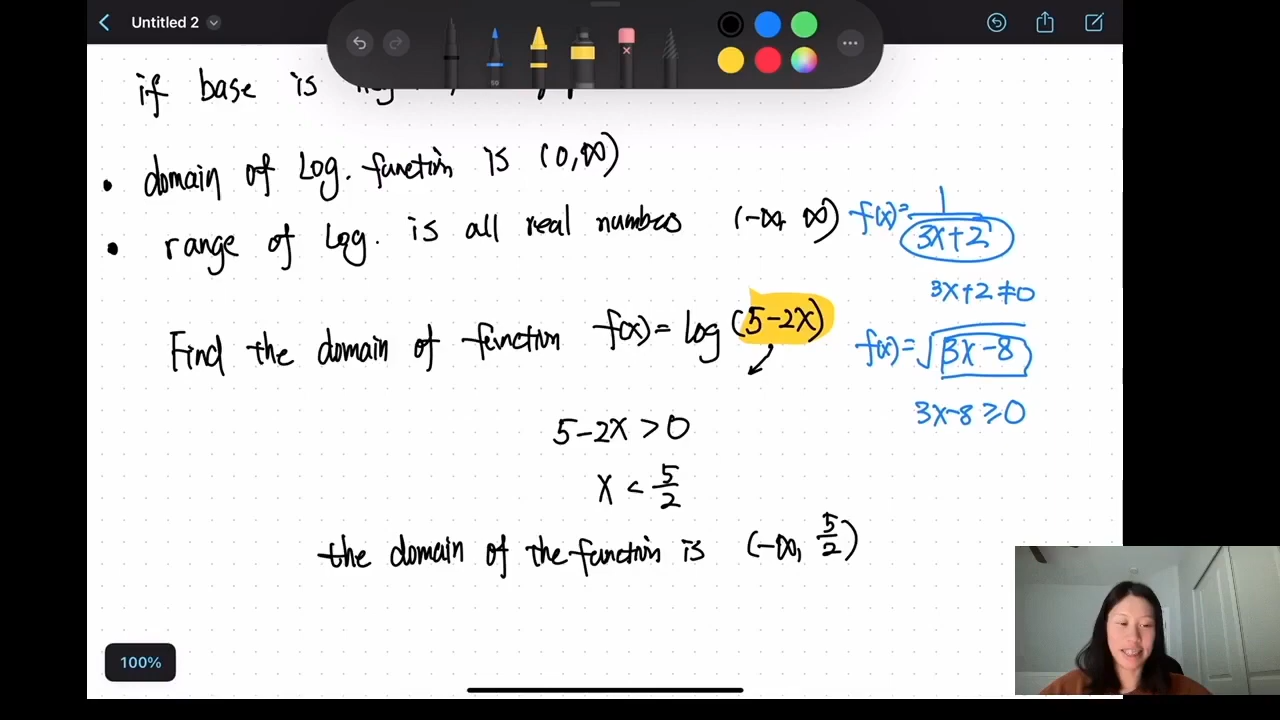 Untitled 2
50
if base is
• domain of Log. function is (0,∞)
• range of Log. is all real numbers (-∞, ∞)
f(x)= 1/(3x+2)
3x+2≠0
Find the domain of function f(x)= log (5-2x)
f(x)= √(3x-8)
3x-8≥0
5-2x>0
x < 5/2
the domain of the function is (-∞, 5/2)
100%